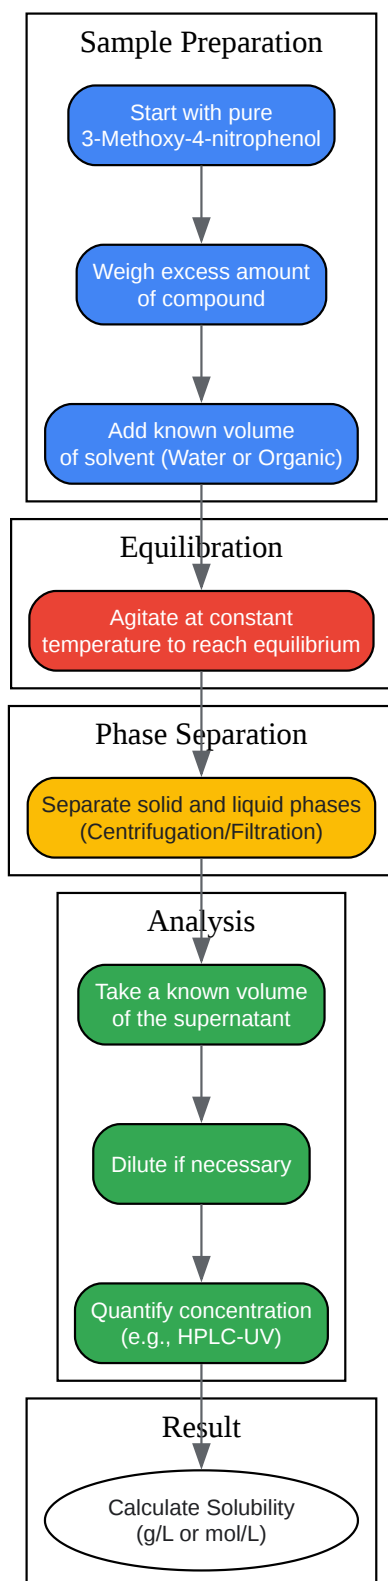 Sample Preparation
Start with pure
3-Methoxy-4-nitrophenol
Weigh excess amount
of compound
Add known volume
of solvent (Water or Organic)
Equilibration
Agitate at constant
temperature to reach equilibrium
Phase Separation
Separate solid and liquid phases
(Centrifugation/Filtration)
Analysis
Take a known volume
of the supernatant
Dilute if necessary
Quantify concentration
(e.g., HPLC-UV)
Result
Calculate Solubility
(g/L or mol/L)